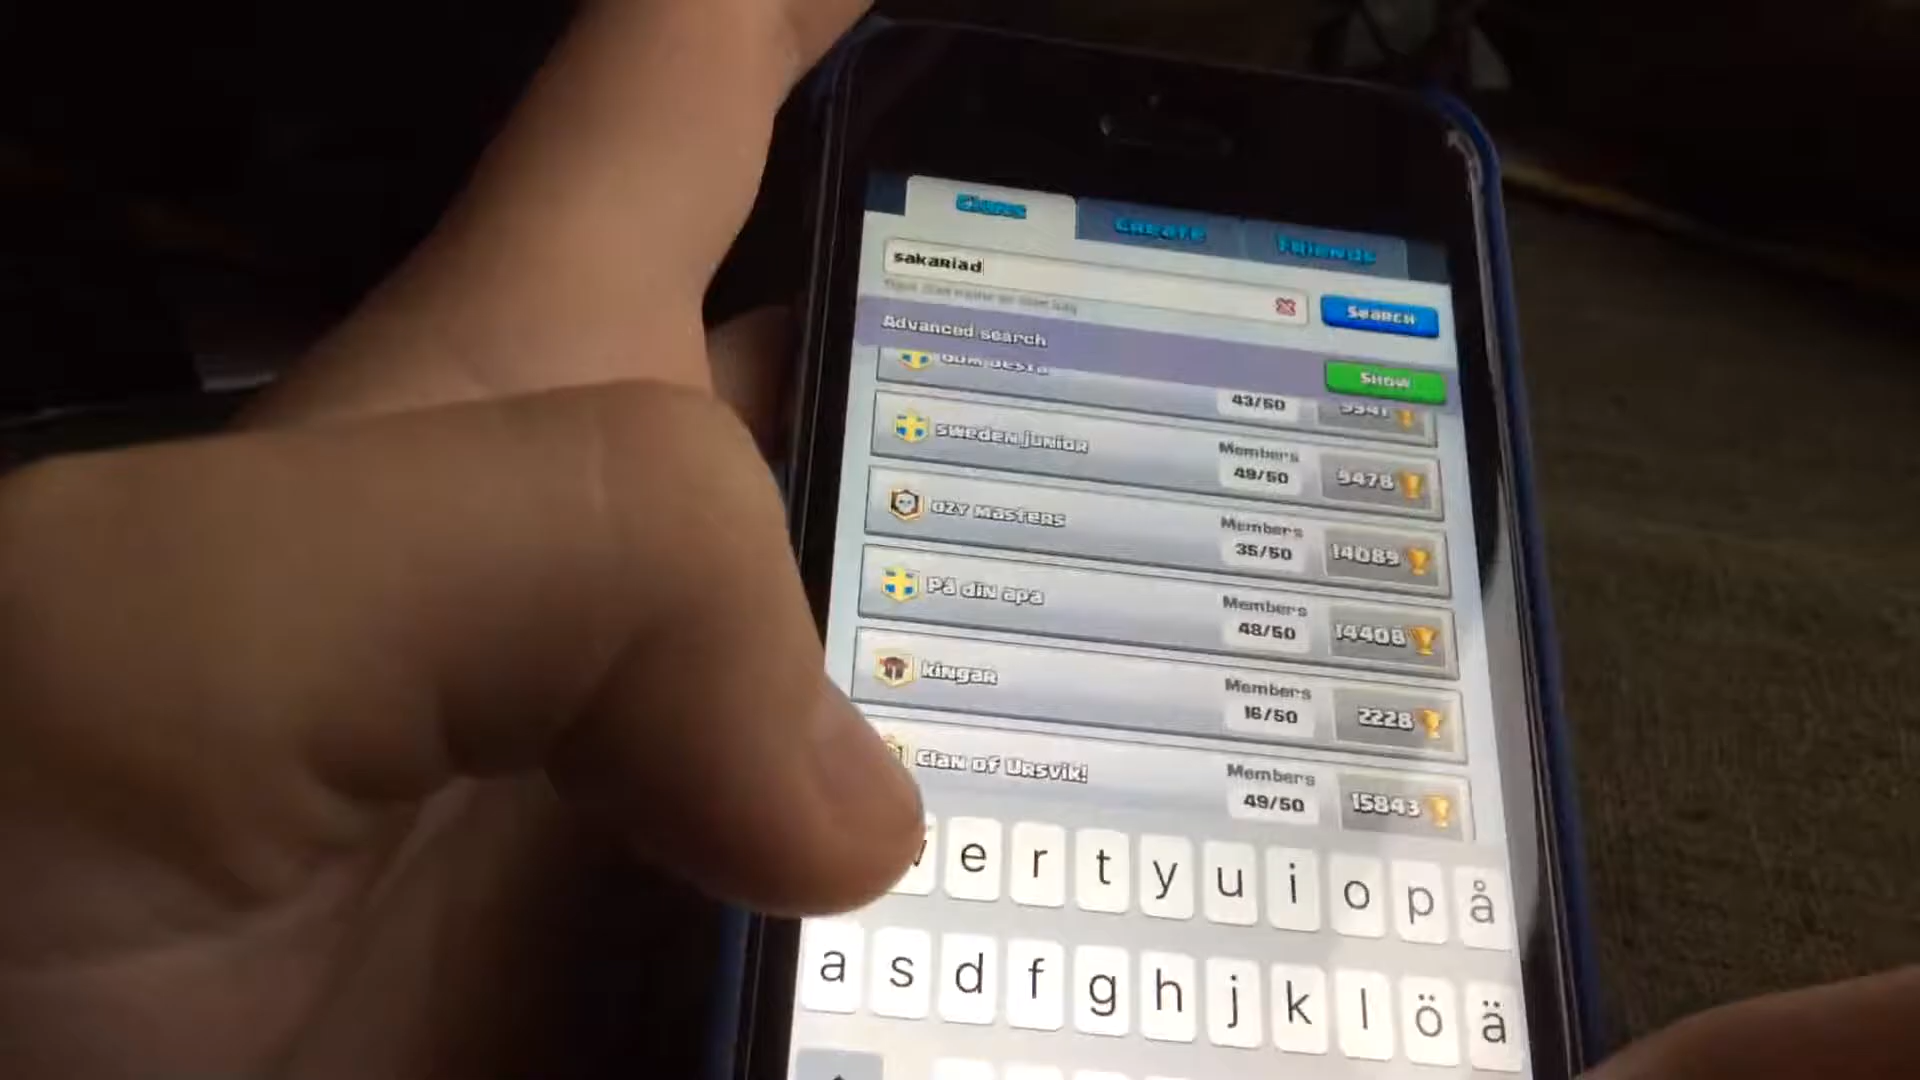 Clans
Create
Friends
sakariad
Search
Advanced search
Show
43/50
sweden junior
Members
49/50
9478
ozy masters
Members
35/50
14089
På din apa
Members
48/50
14408
kingar
Members
16/50
2228
Clan of Ursvik!
Members
49/50
15843
e r t y u i o p å
a s d f g h j k l ö ä